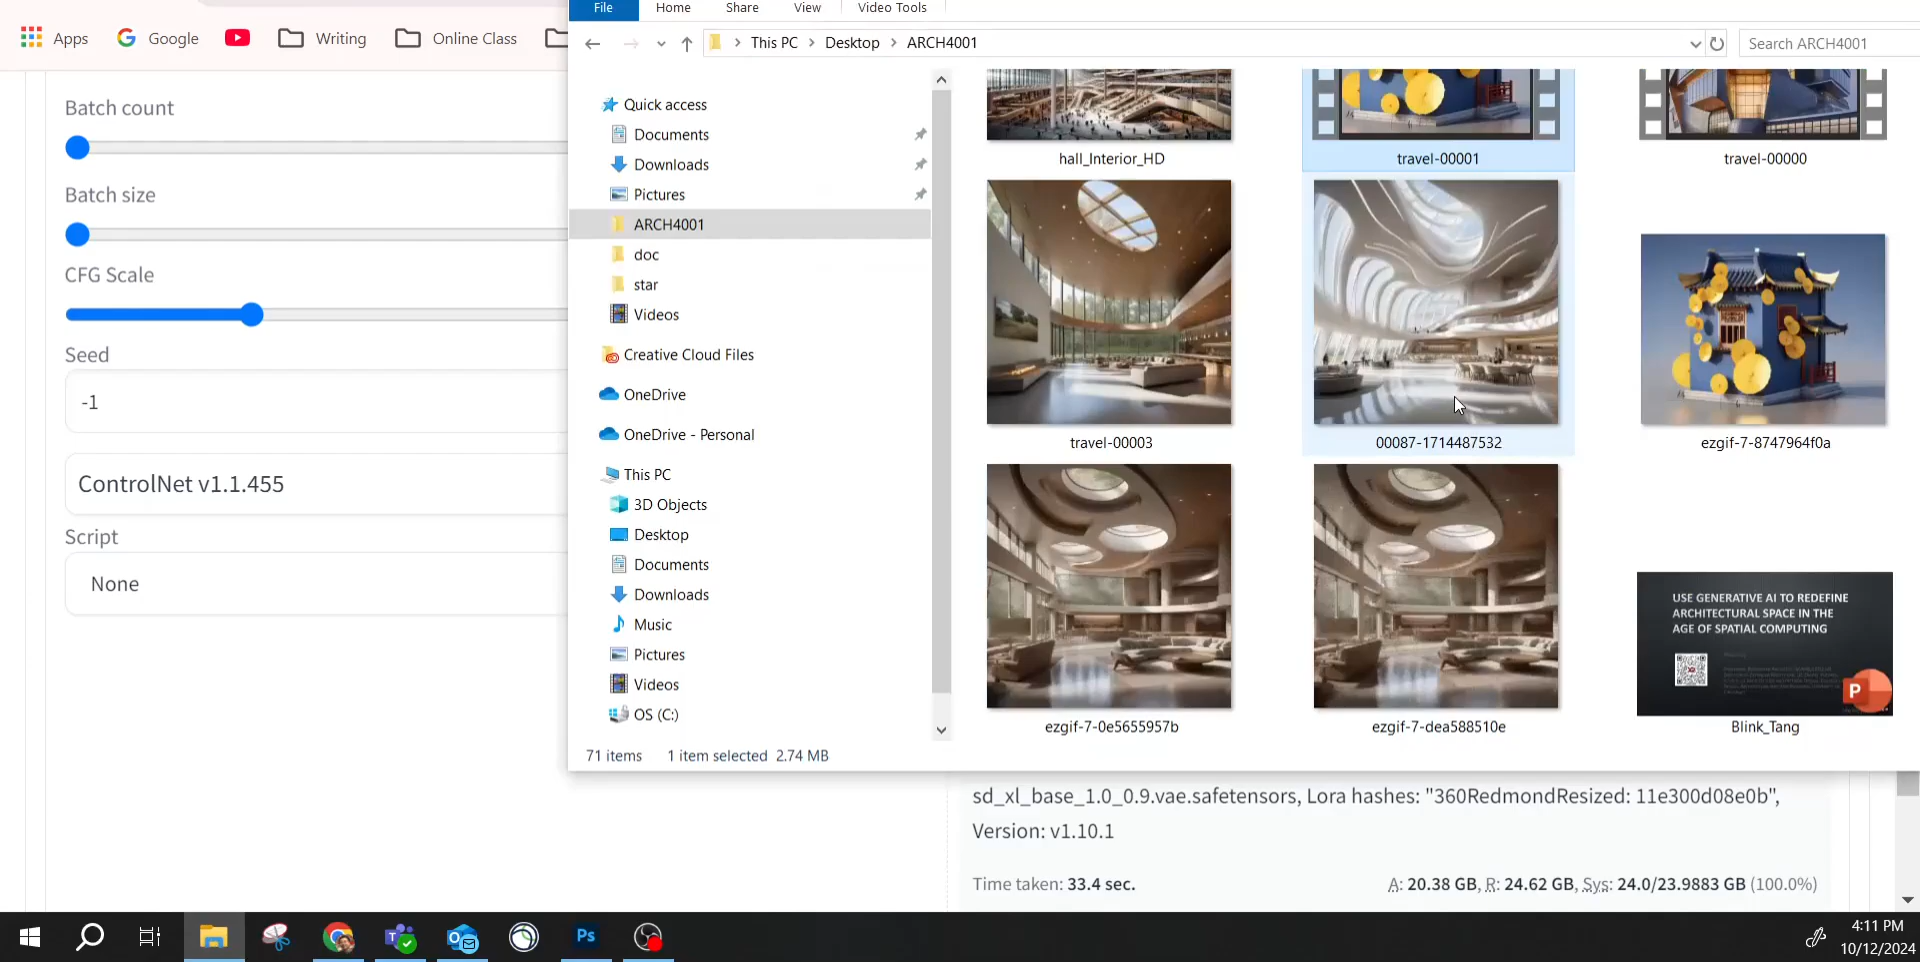 File
Home
Share
View
Video Tools
Apps
Google
Writing
Online Class
This PC
Desktop
ARCH4001
Search ARCH4001
Batch count
Batch size
CFG Scale
Seed
-1
ControlNet v1.1.455
Script
None
Quick access
Documents
Downloads
Pictures
ARCH4001
doc
star
Videos
Creative Cloud Files
OneDrive
OneDrive - Personal
This PC
3D Objects
Desktop
Documents
Downloads
Music
Pictures
Videos
OS (C:)
hall_Interior_HD
travel-00001
travel-00000
travel-00003
00087-1714487532
ezgif-7-8747964f0a
USE GENERATIVE AI TO REDEFINE
ARCHITECTURAL SPACE IN THE
AGE OF SPATIAL COMPUTING
P
ezgif-7-0e5655957b
ezgif-7-dea588510e
Blink_Tang
71 items
1 item selected 2.74 MB
sd_xl_base_1.0_0.9.vae.safetensors, Lora hashes: "360RedmondResized: 11e300d08e0b",
Version: v1.10.1
Time taken: 33.4 sec.
A: 20.38 GB, R: 24.62 GB, Sys: 24.0/23.9883 GB (100.0%)
Ps
4:11 PM
10/12/2024